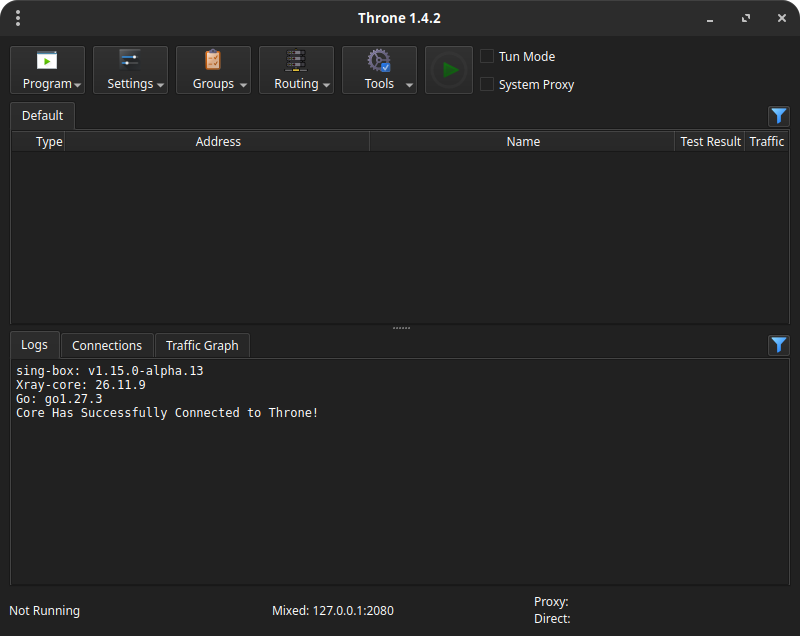 Throne 1.4.2
Program
Settings
Groups
Routing
Tools
Tun Mode
System Proxy
Default
Type Address Name Test Result Traffic
Logs Connections Traffic Graph
sing-box: v1.15.0-alpha.13
Xray-core: 26.11.9
Go: go1.27.3
Core Has Successfully Connected to Throne!
Not Running
Mixed: 127.0.0.1:2080
Proxy:
Direct: